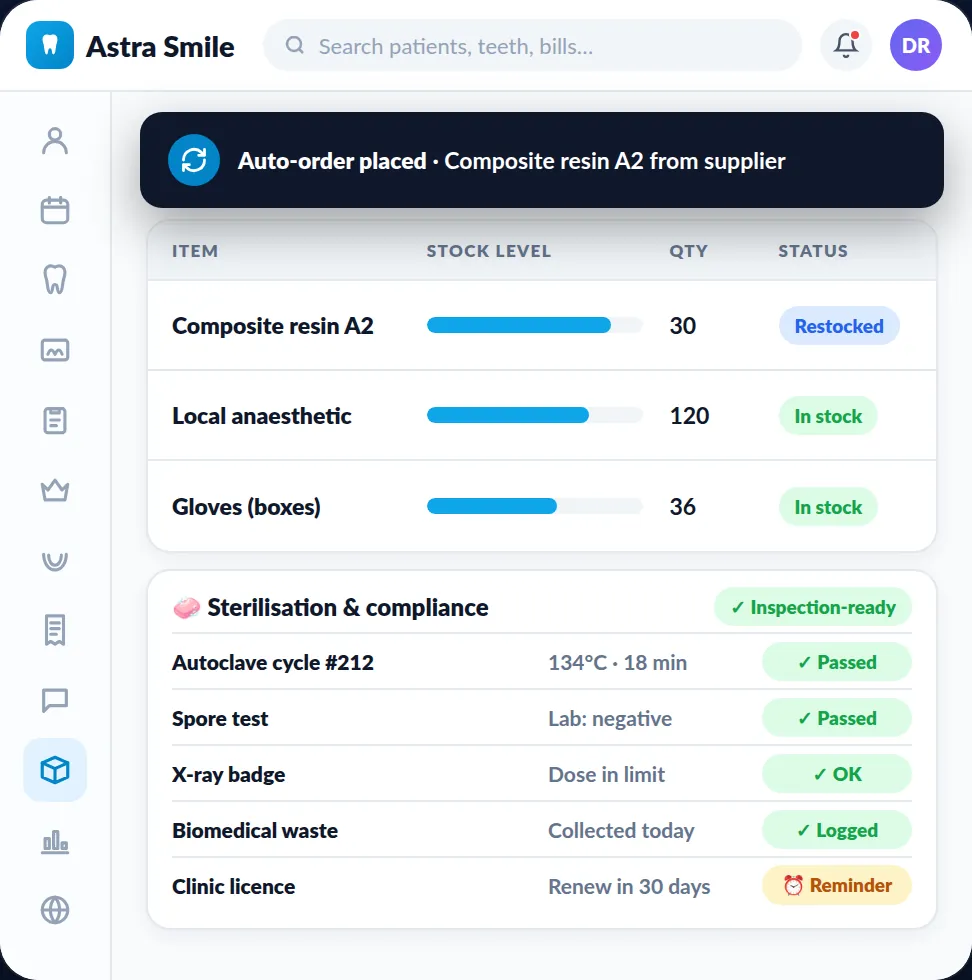 Astra Smile
Search patients, teeth, bills...
DR
Auto-order placed · Composite resin A2 from supplier
ITEM STOCK LEVEL QTY STATUS
Composite resin A2 30 Restocked
Local anaesthetic 120 In stock
Gloves (boxes) 36 In stock
🧼 Sterilisation & compliance ✓ Inspection-ready
Autoclave cycle #212 134°C · 18 min ✓ Passed
Spore test Lab: negative ✓ Passed
X-ray badge Dose in limit ✓ OK
Biomedical waste Collected today ✓ Logged
Clinic licence Renew in 30 days ⏰ Reminder